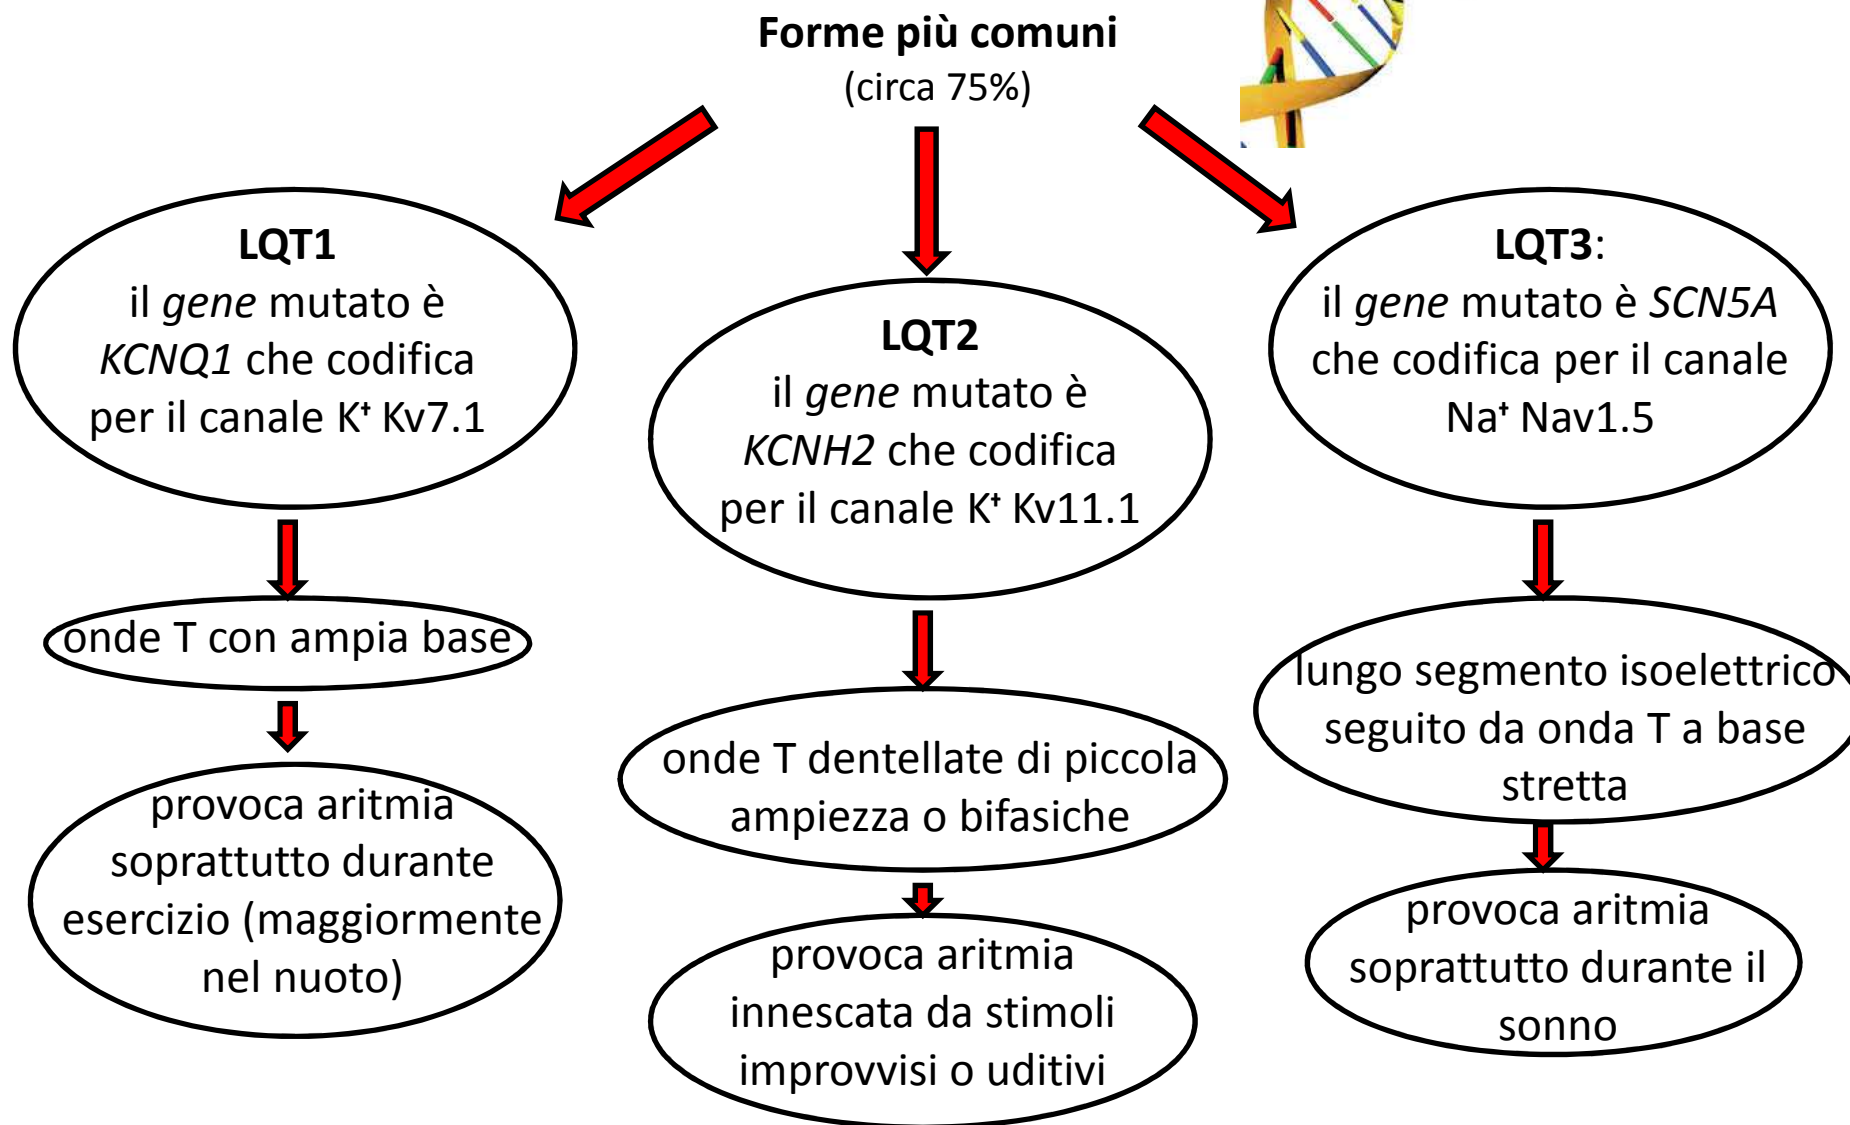 Forme più comuni
(circa 75%)
LQT1
il gene mutato è
KCNQ1 che codifica
per il canale K⁺ Kv7.1
onde T con ampia base
provoca aritmia
soprattutto durante
esercizio (maggiormente
nel nuoto)
LQT2
il gene mutato è
KCNH2 che codifica
per il canale K⁺ Kv11.1
onde T dentellate di piccola
ampiezza o bifasiche
provoca aritmia
innescata da stimoli
improvvisi o uditivi
LQT3:
il gene mutato è SCN5A
che codifica per il canale
Na⁺ Nav1.5
lungo segmento isoelettrico
seguito da onda T a base
stretta
provoca aritmia
soprattutto durante il
sonno